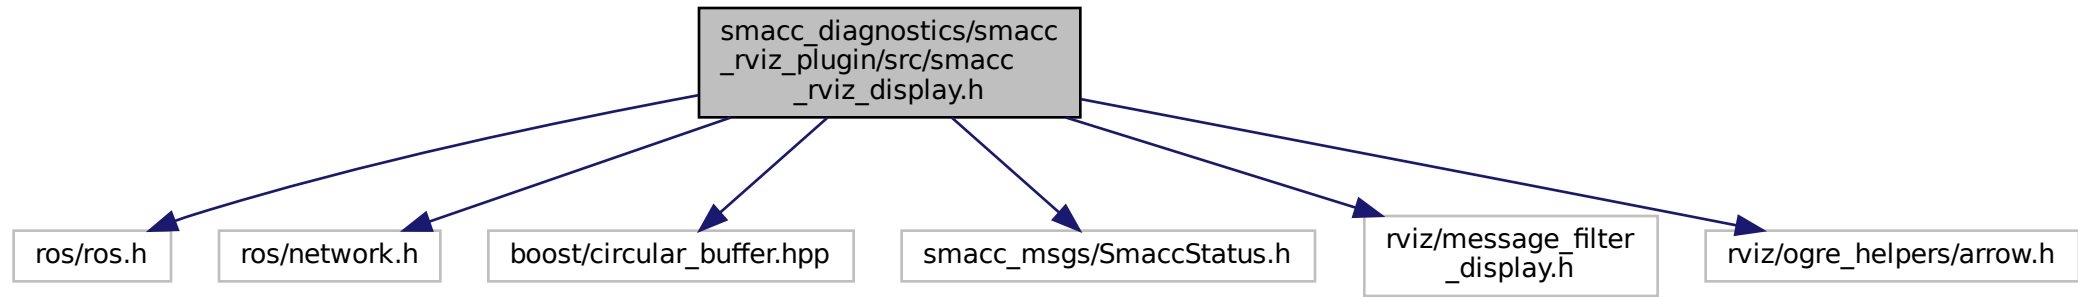 smacc_diagnostics/smacc
_rviz_plugin/src/smacc
_rviz_display.h
ros/ros.h
ros/network.h
boost/circular_buffer.hpp
smacc_msgs/SmaccStatus.h
rviz/message_filter
_display.h
rviz/ogre_helpers/arrow.h